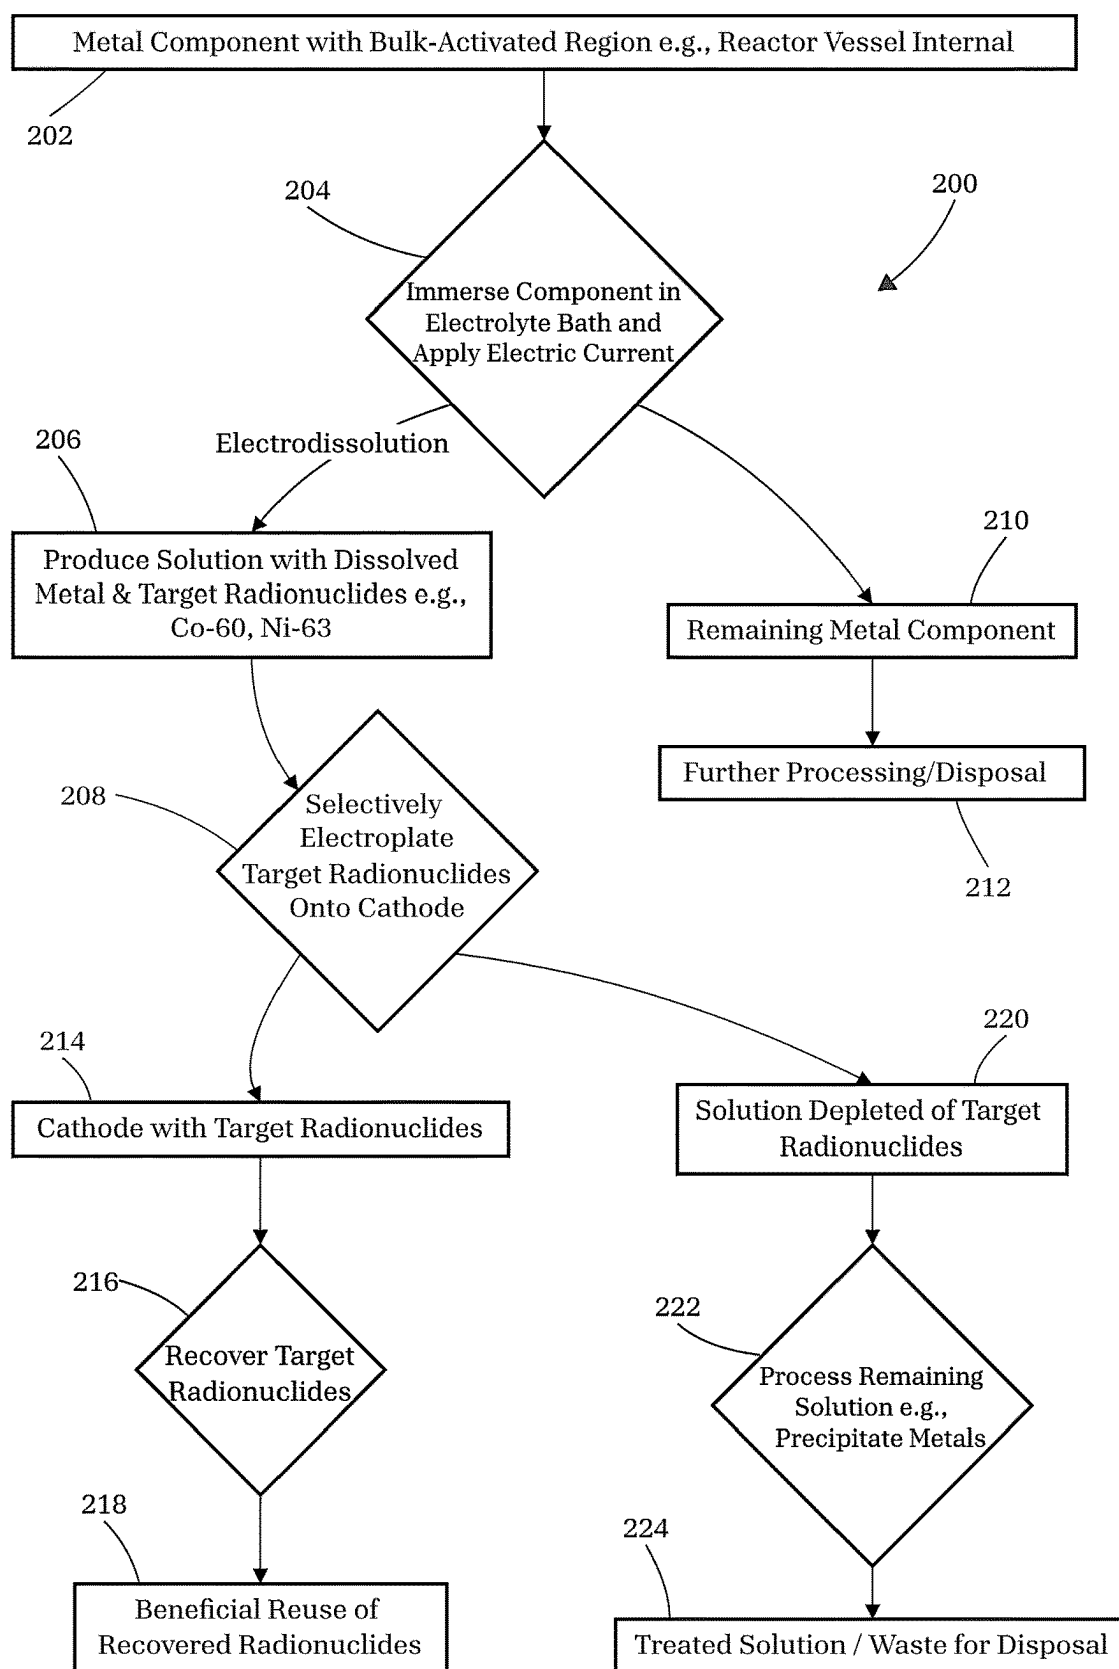 Metal Component with Bulk-Activated Region e.g., Reactor Vessel Internal
202
204
200
Immerse Component in
Electrolyte Bath and
Apply Electric Current
206
Electrodissolution
210
Produce Solution with Dissolved
Metal & Target Radionuclides e.g.,
Co-60, Ni-63
Remaining Metal Component
208
Selectively
Electroplate
Target Radionuclides
Onto Cathode
Further Processing/Disposal
212
214
220
Cathode with Target Radionuclides
Solution Depleted of Target
Radionuclides
216
Recover Target
Radionuclides
222
Process Remaining
Solution e.g.,
Precipitate Metals
218
224
Beneficial Reuse of
Recovered Radionuclides
Treated Solution / Waste for Disposal